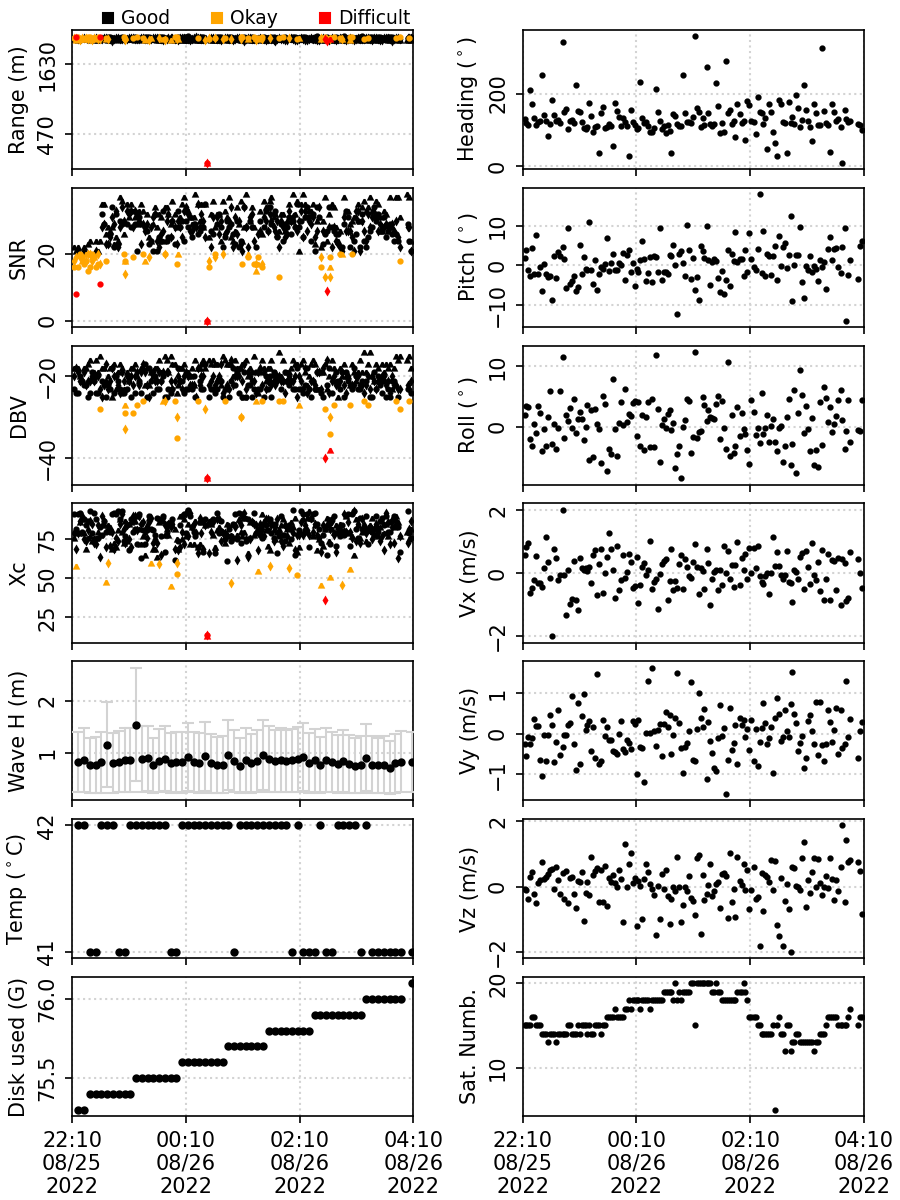 Good Okay Difficult
Range (m)
1630
470
Heading (°)
200
0
SNR
20
0
Pitch (°)
10
0
−10
DBV
−20
−40
Roll (°)
10
0
Xc
75
50
25
Vx (m/s)
2
0
−2
Wave H (m)
2
1
Vy (m/s)
1
0
−1
Temp (°C)
42
41
Vz (m/s)
2
0
−2
Disk used (G)
76.0
75.5
Sat. Numb.
20
10
22:10 00:10 02:10 04:10
08/25 08/26 08/26 08/26
2022 2022 2022 2022
22:10 00:10 02:10 04:10
08/25 08/26 08/26 08/26
2022 2022 2022 2022